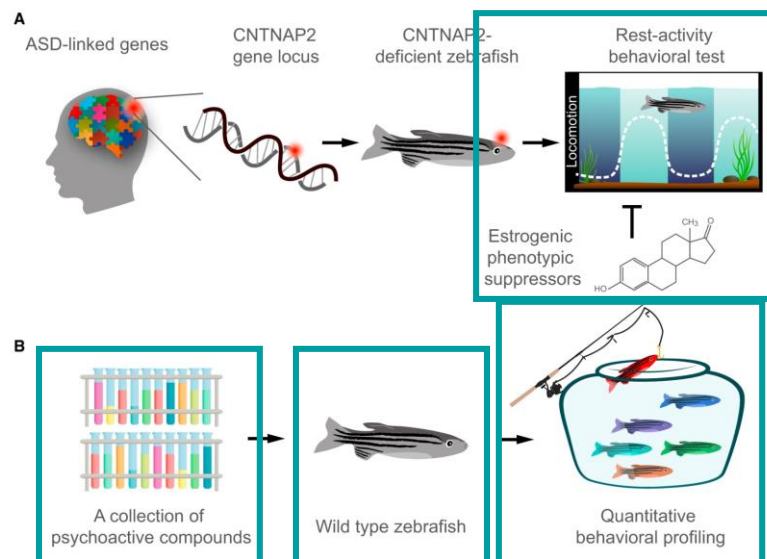 A
ASD-linked genes
CNTNAP2
gene locus
CNTNAP2-
deficient zebrafish
Rest-activity
behavioral test
Locomotion
Estrogenic
phenotypic
suppressors
CH₃
O
HO
B
A collection of
psychoactive compounds
Wild type zebrafish
Quantitative
behavioral profiling